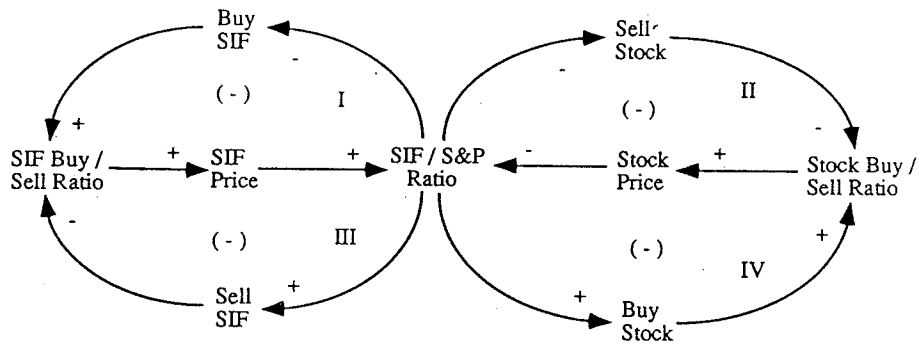 Buy
SIF
Sell
Stock
-
-
( - )
I
( - )
II
+
-
SIF Buy /
Sell Ratio
+
SIF
Price
+
SIF / S&P
Ratio
-
Stock
Price
+
Stock Buy /
Sell Ratio
-
( - )
III
( - )
+
IV
+
Sell
SIF
+
Buy
Stock